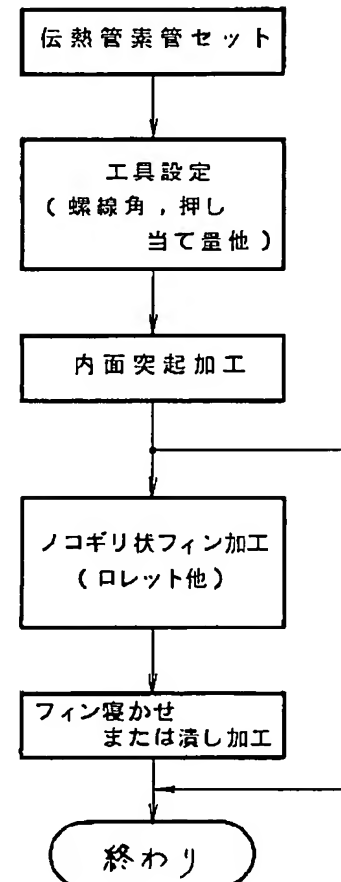 伝熱管素管セット
工具設定
(螺線角,押し
当て量他)
内面突起加工
ノコギリ状フィン加工
(ロレット他)
フィン寝かせ
または潰し加工
終わり